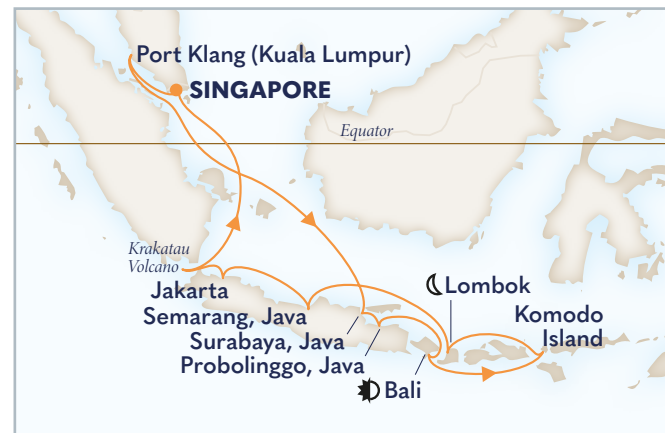 Port Klang (Kuala Lumpur)
SINGAPORE
Equator
Krakatau
Volcano
Jakarta
Semarang, Java
Surabaya, Java
Probolinggo, Java
Bali
Lombok
Komodo
Island